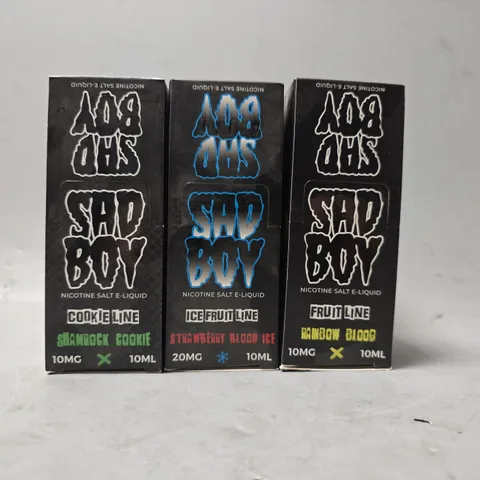 NICOTINE SALT E-LIQUID
SAD
BOY
SAD
BOY
NICOTINE SALT E-LIQUID
COOKIE LINE
SHAMROCK COOKIE
10MG X 10ML
NICOTINE SALT E-LIQUID
SAD
BOY
SAD
BOY
NICOTINE SALT E-LIQUID
ICE FRUIT LINE
STRAWBERRY BLOOD ICE
20MG 10ML
NICOTINE SALT E-LIQUID
SAD
BOY
SAD
BOY
NICOTINE SALT E-LIQUID
FRUIT LINE
RAINBOW BLOOD
10MG X 10ML